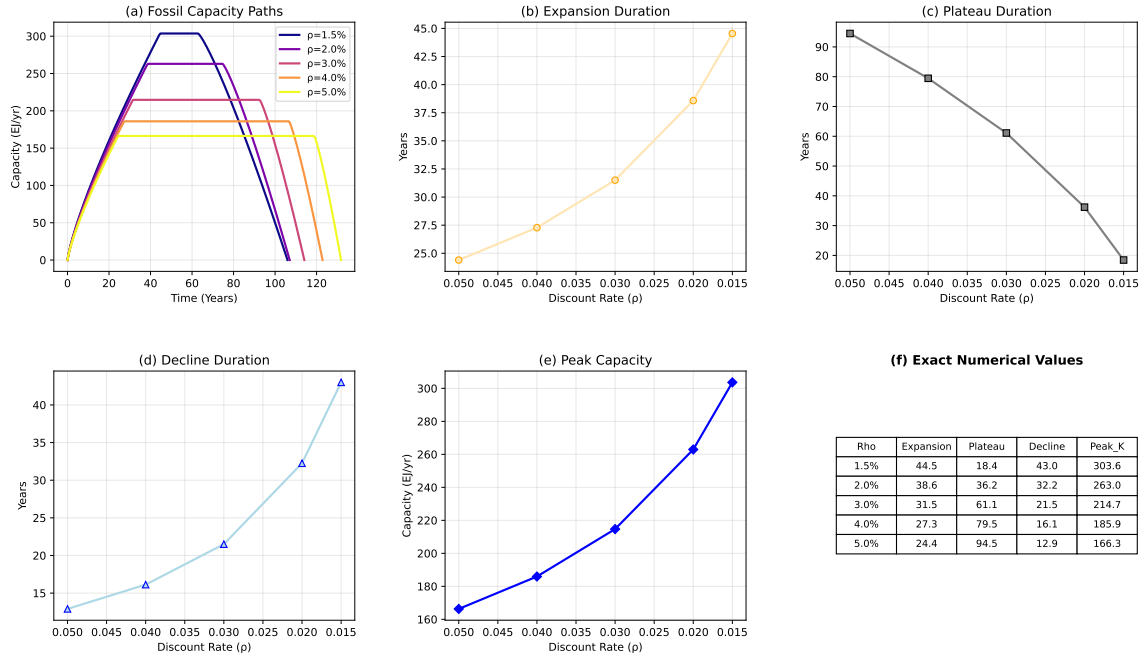 (a) Fossil Capacity Paths
300
250
200
150
100
50
0
Capacity (EJ/yr)
ρ=1.5%
ρ=2.0%
ρ=3.0%
ρ=4.0%
ρ=5.0%
0 20 40 60 80 100 120
Time (Years)
(b) Expansion Duration
45.0
42.5
40.0
37.5
35.0
32.5
30.0
27.5
25.0
Years
0.050 0.045 0.040 0.035 0.030 0.025 0.020 0.015
Discount Rate (ρ)
(c) Plateau Duration
90
80
70
60
50
40
30
20
Years
0.050 0.045 0.040 0.035 0.030 0.025 0.020 0.015
Discount Rate (ρ)
(d) Decline Duration
40
35
30
25
20
15
Years
0.050 0.045 0.040 0.035 0.030 0.025 0.020 0.015
Discount Rate (ρ)
(e) Peak Capacity
300
280
260
240
220
200
180
160
Capacity (EJ/yr)
0.050 0.045 0.040 0.035 0.030 0.025 0.020 0.015
Discount Rate (ρ)
(f) Exact Numerical Values
Rho Expansion Plateau Decline Peak_K
1.5% 44.5 18.4 43.0 303.6
2.0% 38.6 36.2 32.2 263.0
3.0% 31.5 61.1 21.5 214.7
4.0% 27.3 79.5 16.1 185.9
5.0% 24.4 94.5 12.9 166.3